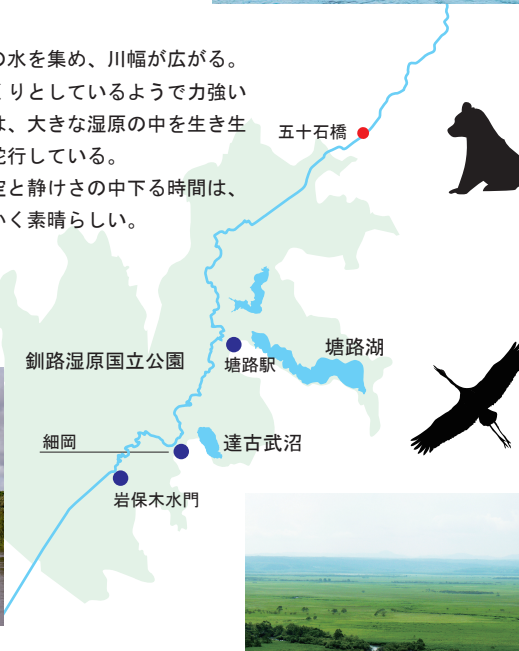 の水を集め、川幅が広がる。
くりとしているようで力強い
は、大きな湿原の中を生き生
蛇行している。
空と静けさの中下る時間は、
いく素晴らしい。
五十石橋
釧路湿原国立公園
塘路駅
塘路湖
細岡
達古武沼
岩保木水門